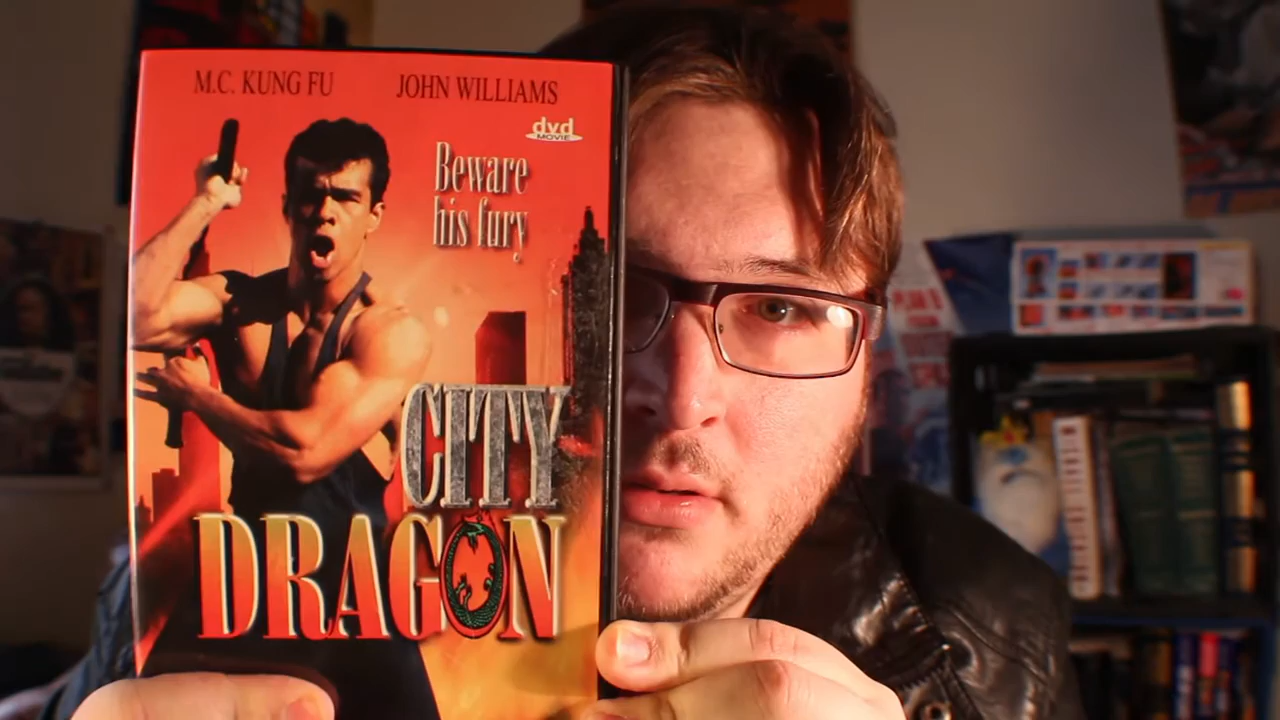 M.C. KUNG FU JOHN WILLIAMS
dvd
MOVIE
Beware
his fury
CITY
DRAGON